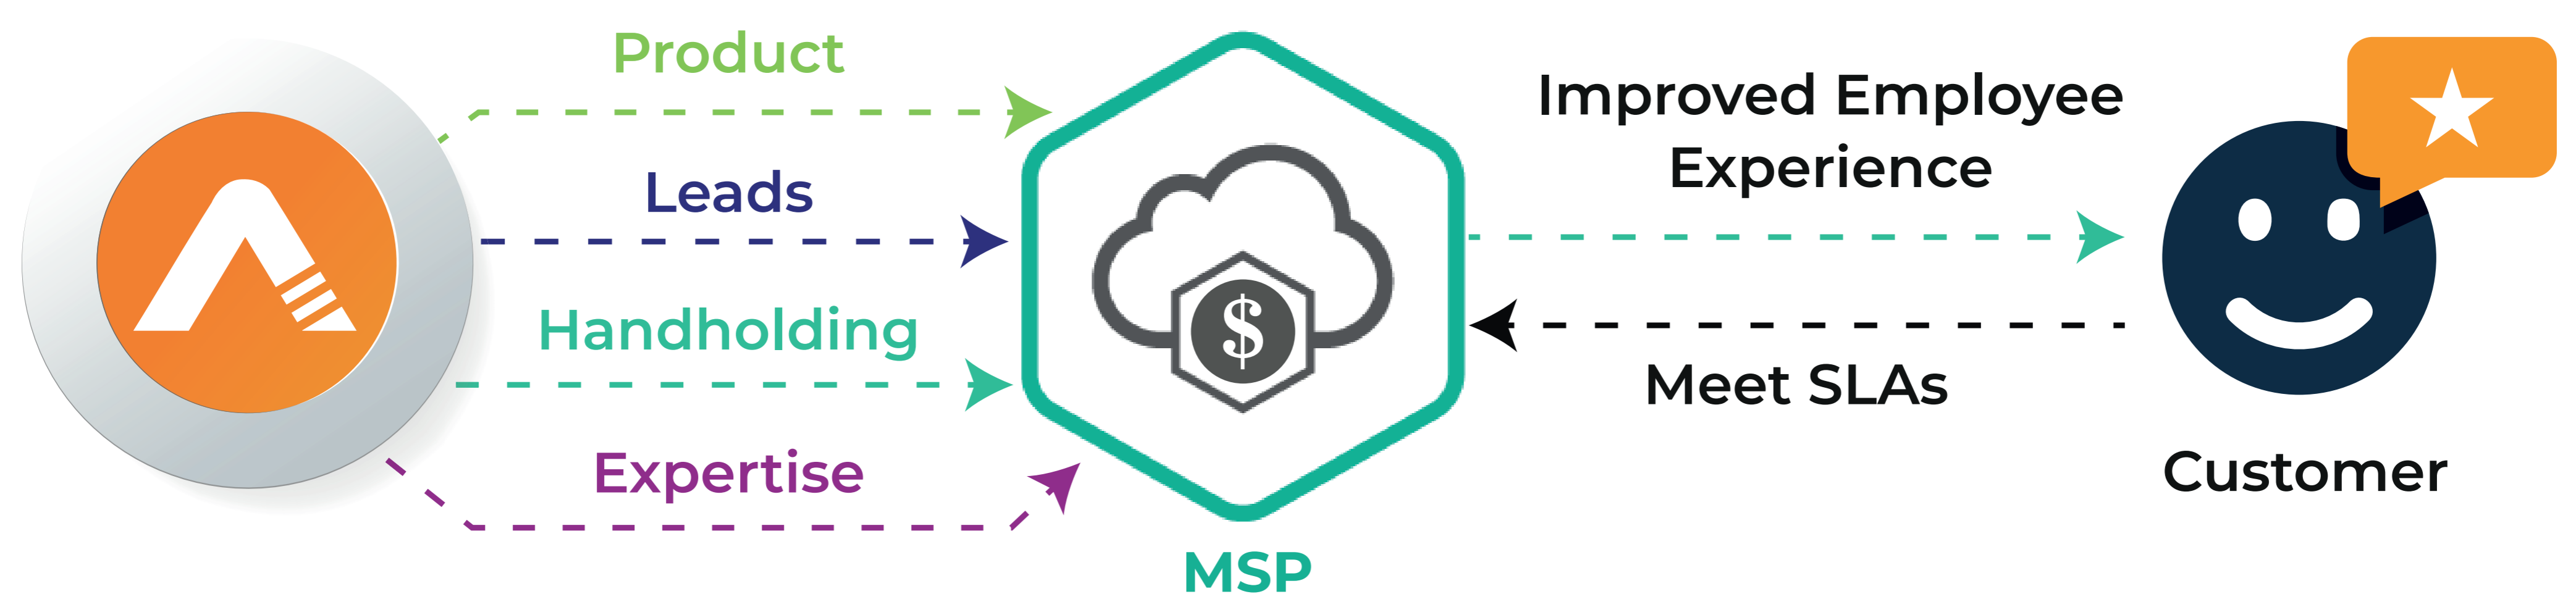 Product
Leads
Handholding
Expertise
$
MSP
Improved Employee
Experience
Meet SLAs
Customer